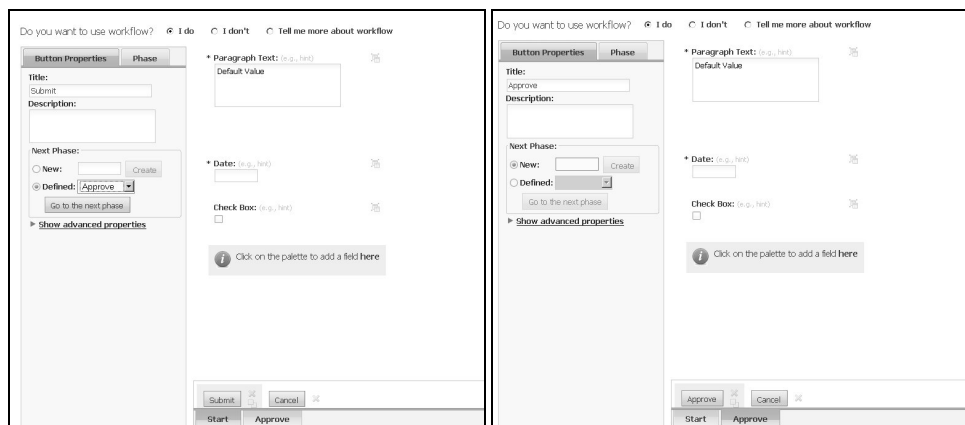 Do you want to use workflow? I do I don't Tell me more about workflow
Button Properties Phase
Title:
Submit
Description:
Next Phase:
New: Create
Defined: Approve
Go to the next phase
Show advanced properties
* Paragraph Text: (e.g., hint)
Default Value
* Date: (e.g., hint)
Check Box: (e.g., hint)
i Click on the palette to add a field here
Submit Cancel
Start Approve
Do you want to use workflow? I do I don't Tell me more about workflow
Button Properties Phase
Title:
Approve
Description:
Next Phase:
New: Create
Defined:
Go to the next phase
Show advanced properties
* Paragraph Text: (e.g., hint)
Default Value
* Date: (e.g., hint)
Check Box: (e.g., hint)
i Click on the palette to add a field here
Approve Cancel
Start Approve